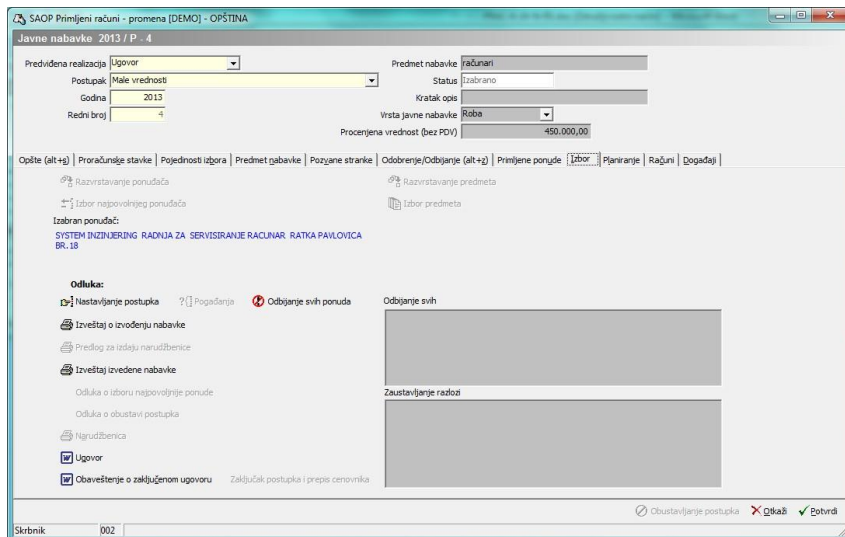 SAOP Primljeni računi - promena [DEMO] - OPŠTINA
Javne nabavke 2013 / P - 4
Predviđena realizacija Ugovor
Predmet nabavke računari
Postupak Male vrednosti
Status Izabrano
Godina 2013
Kratak opis
Redni broj 4
Vrsta javne nabavke Roba
Procenjena vrednost (bez PDV) 450.000,00
Opšte (alt+s) Proračunske stavke Pojedinosti izbora Predmet nabavke Pozvane stranke Odobrenje/Odbijanje (alt+z) Primljene ponude Izbor Planiranje Računi Događaji
Razvrstavanje ponuđača
Razvrstavanje predmeta
Izbor najpovolnijeg ponuđača
Izbor predmeta
Izabran ponuđač:
SYSTEM INZINJERING RADNJA ZA SERVISIRANJE RACUNAR RATKA PAVLOVICA
BR.18
Odluka:
Nastavljanje postupka Pogađanja Odbijanje svih ponuda
Odbijanje svih
Izveštaj o izvođenju nabavke
Predlog za izdaju narudžbenice
Izveštaj izvedene nabavke
Odluka o izboru najpovoljnije ponude
Zaustavljanje razlozi
Odluka o obustavi postupka
Narudžbenica
Ugovor
Obaveštenje o zaključenom ugovoru Zaključak postupka i prepis cenovnika
Obustavljanje postupka Otkaži Potvrdi
Skrbnik 002